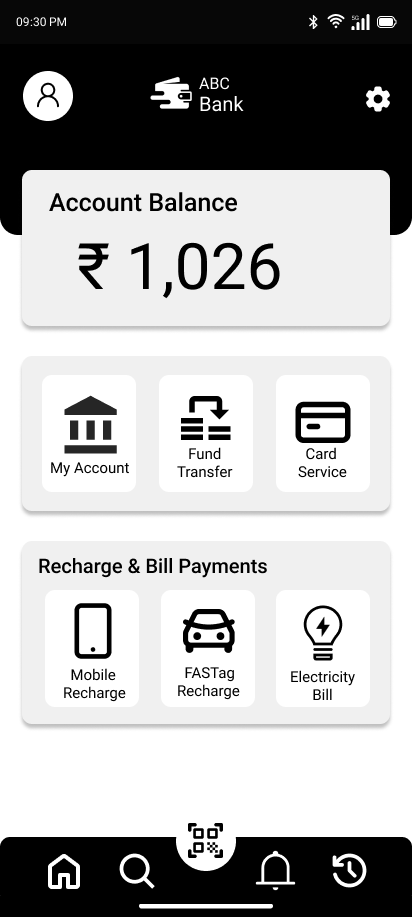 09:30 PM
5G
ABC
Bank
Account Balance
₹ 1,026
My Account
Fund
Transfer
Card
Service
Recharge & Bill Payments
Mobile
Recharge
FASTag
Recharge
Electricity
Bill